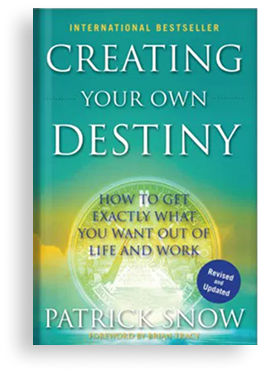 INTERNATIONAL BESTSELLER
CREATING
YOUR OWN
DESTINY
HOW TO GET
EXACTLY WHAT
YOU WANT OUT OF
LIFE AND WORK
Revised
and
Updated
PATRICK SNOW
FOREWORD BY BRIAN TRACY